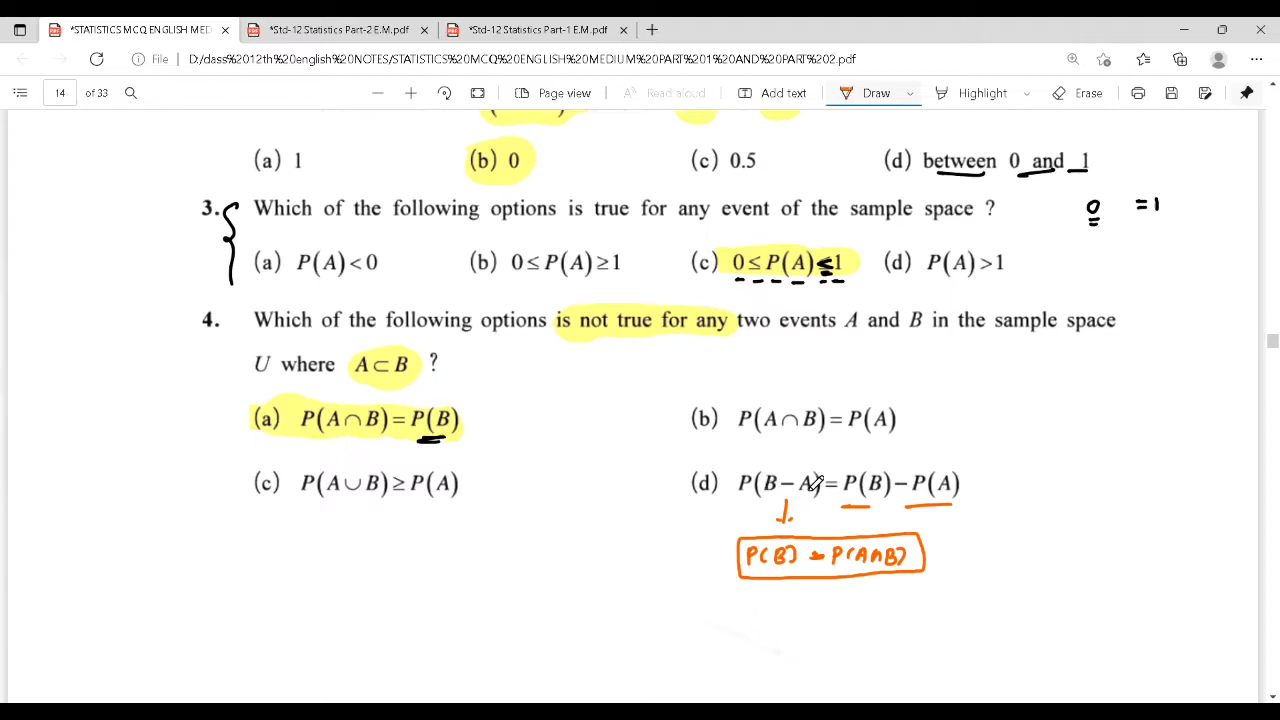 *STATISTICS MCQ ENGLISH MED
*Std-12 Statistics Part-2 E.M.pdf
*Std-12 Statistics Part-1 E.M.pdf
File D:/class%2012th%20english%20NOTES/STATISTICS%20MCQ%20ENGLISH%20MEDIUM%20PART%201%20AND%20PART%202.pdf
14 of 33 Page view Read aloud Add text Draw Highlight Erase
(a) 1 (b) 0 (c) 0.5 (d) between 0 and 1
3. Which of the following options is true for any event of the sample space ? 0 =1
(a) P(A) < 0 (b) 0 ≤ P(A) ≥ 1 (c) 0 ≤ P(A) ≤ 1 (d) P(A) > 1
4. Which of the following options is not true for any two events A and B in the sample space
U where A ⊂ B ?
(a) P(A ∩ B) = P(B) (b) P(A ∩ B) = P(A)
(c) P(A ∪ B) ≥ P(A) (d) P(B − A) = P(B) − P(A)
P(B) - P(A∩B)